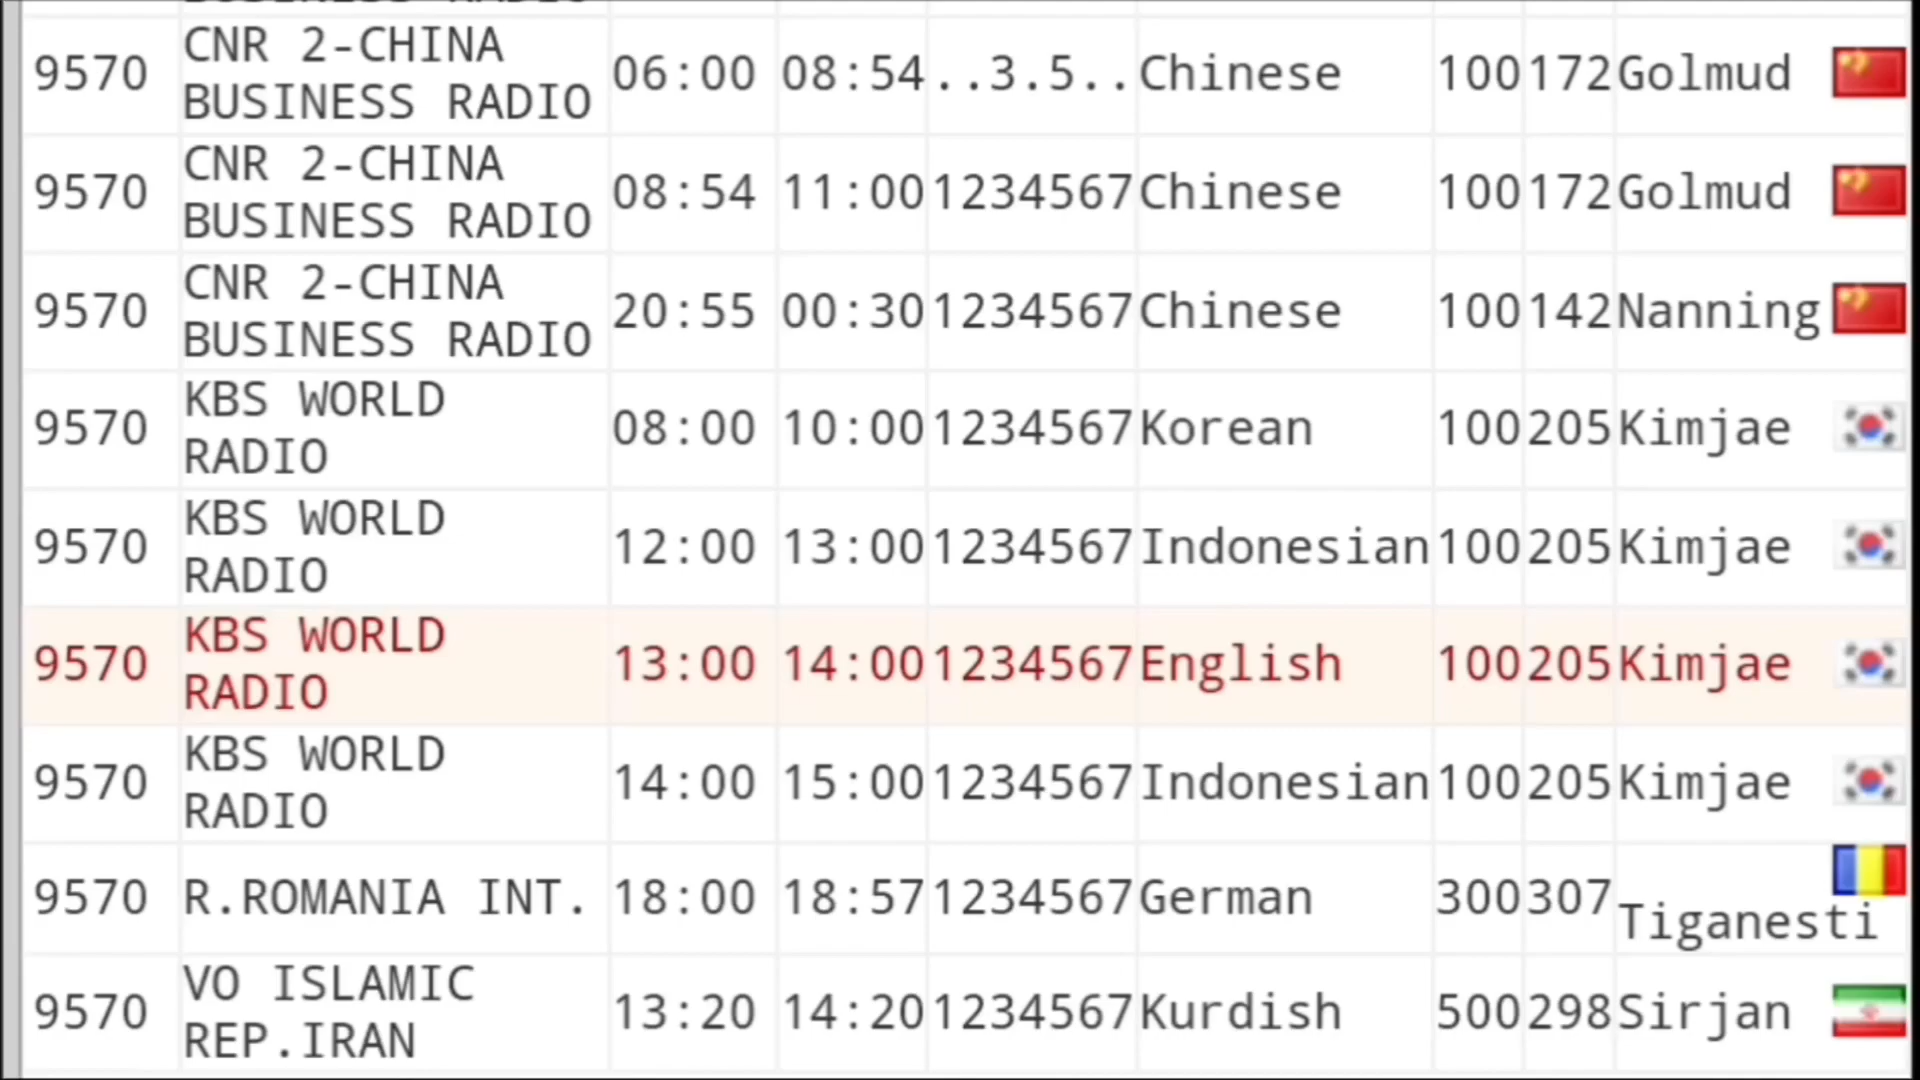 9570 CNR 2-CHINA BUSINESS RADIO 06:00 08:54 ..3.5.. Chinese 100 172 Golmud
9570 CNR 2-CHINA BUSINESS RADIO 08:54 11:00 1234567 Chinese 100 172 Golmud
9570 CNR 2-CHINA BUSINESS RADIO 20:55 00:30 1234567 Chinese 100 142 Nanning
9570 KBS WORLD RADIO 08:00 10:00 1234567 Korean 100 205 Kimjae
9570 KBS WORLD RADIO 12:00 13:00 1234567 Indonesian 100 205 Kimjae
9570 KBS WORLD RADIO 13:00 14:00 1234567 English 100 205 Kimjae
9570 KBS WORLD RADIO 14:00 15:00 1234567 Indonesian 100 205 Kimjae
9570 R.ROMANIA INT. 18:00 18:57 1234567 German 300 307 Tiganesti
9570 VO ISLAMIC REP.IRAN 13:20 14:20 1234567 Kurdish 500 298 Sirjan